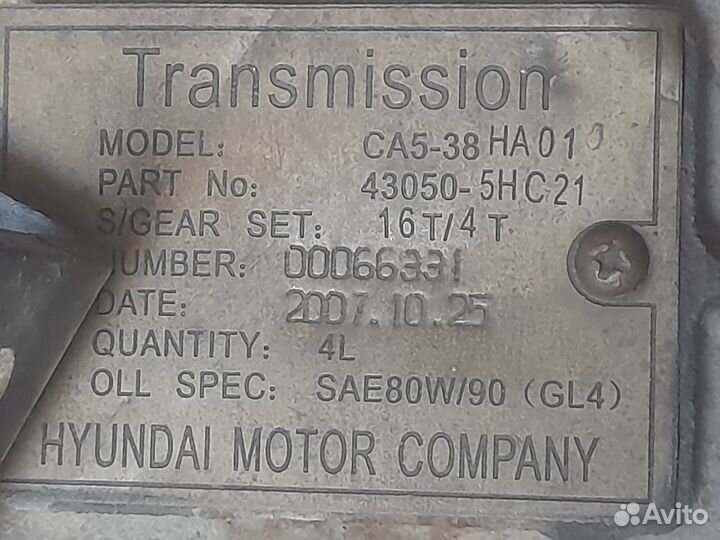 Transmission
MODEL: CA5-38 HA010
PART No: 43050-5HC21
S/GEAR SET: 16T/4T
NUMBER: 00066331
DATE: 2007.10.25
QUANTITY: 4L
OLL SPEC: SAE80W/90 (GL4)
HYUNDAI MOTOR COMPANY
Avito